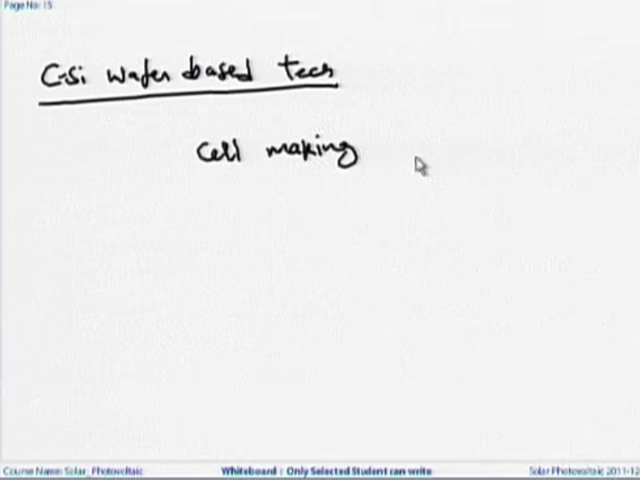 Page No: 15
C-Si wafer based tech
Cell making
Course Name: Solar_Photovoltaic Whiteboard : Only Selected Student can write Solar Photovoltaic 2011-12